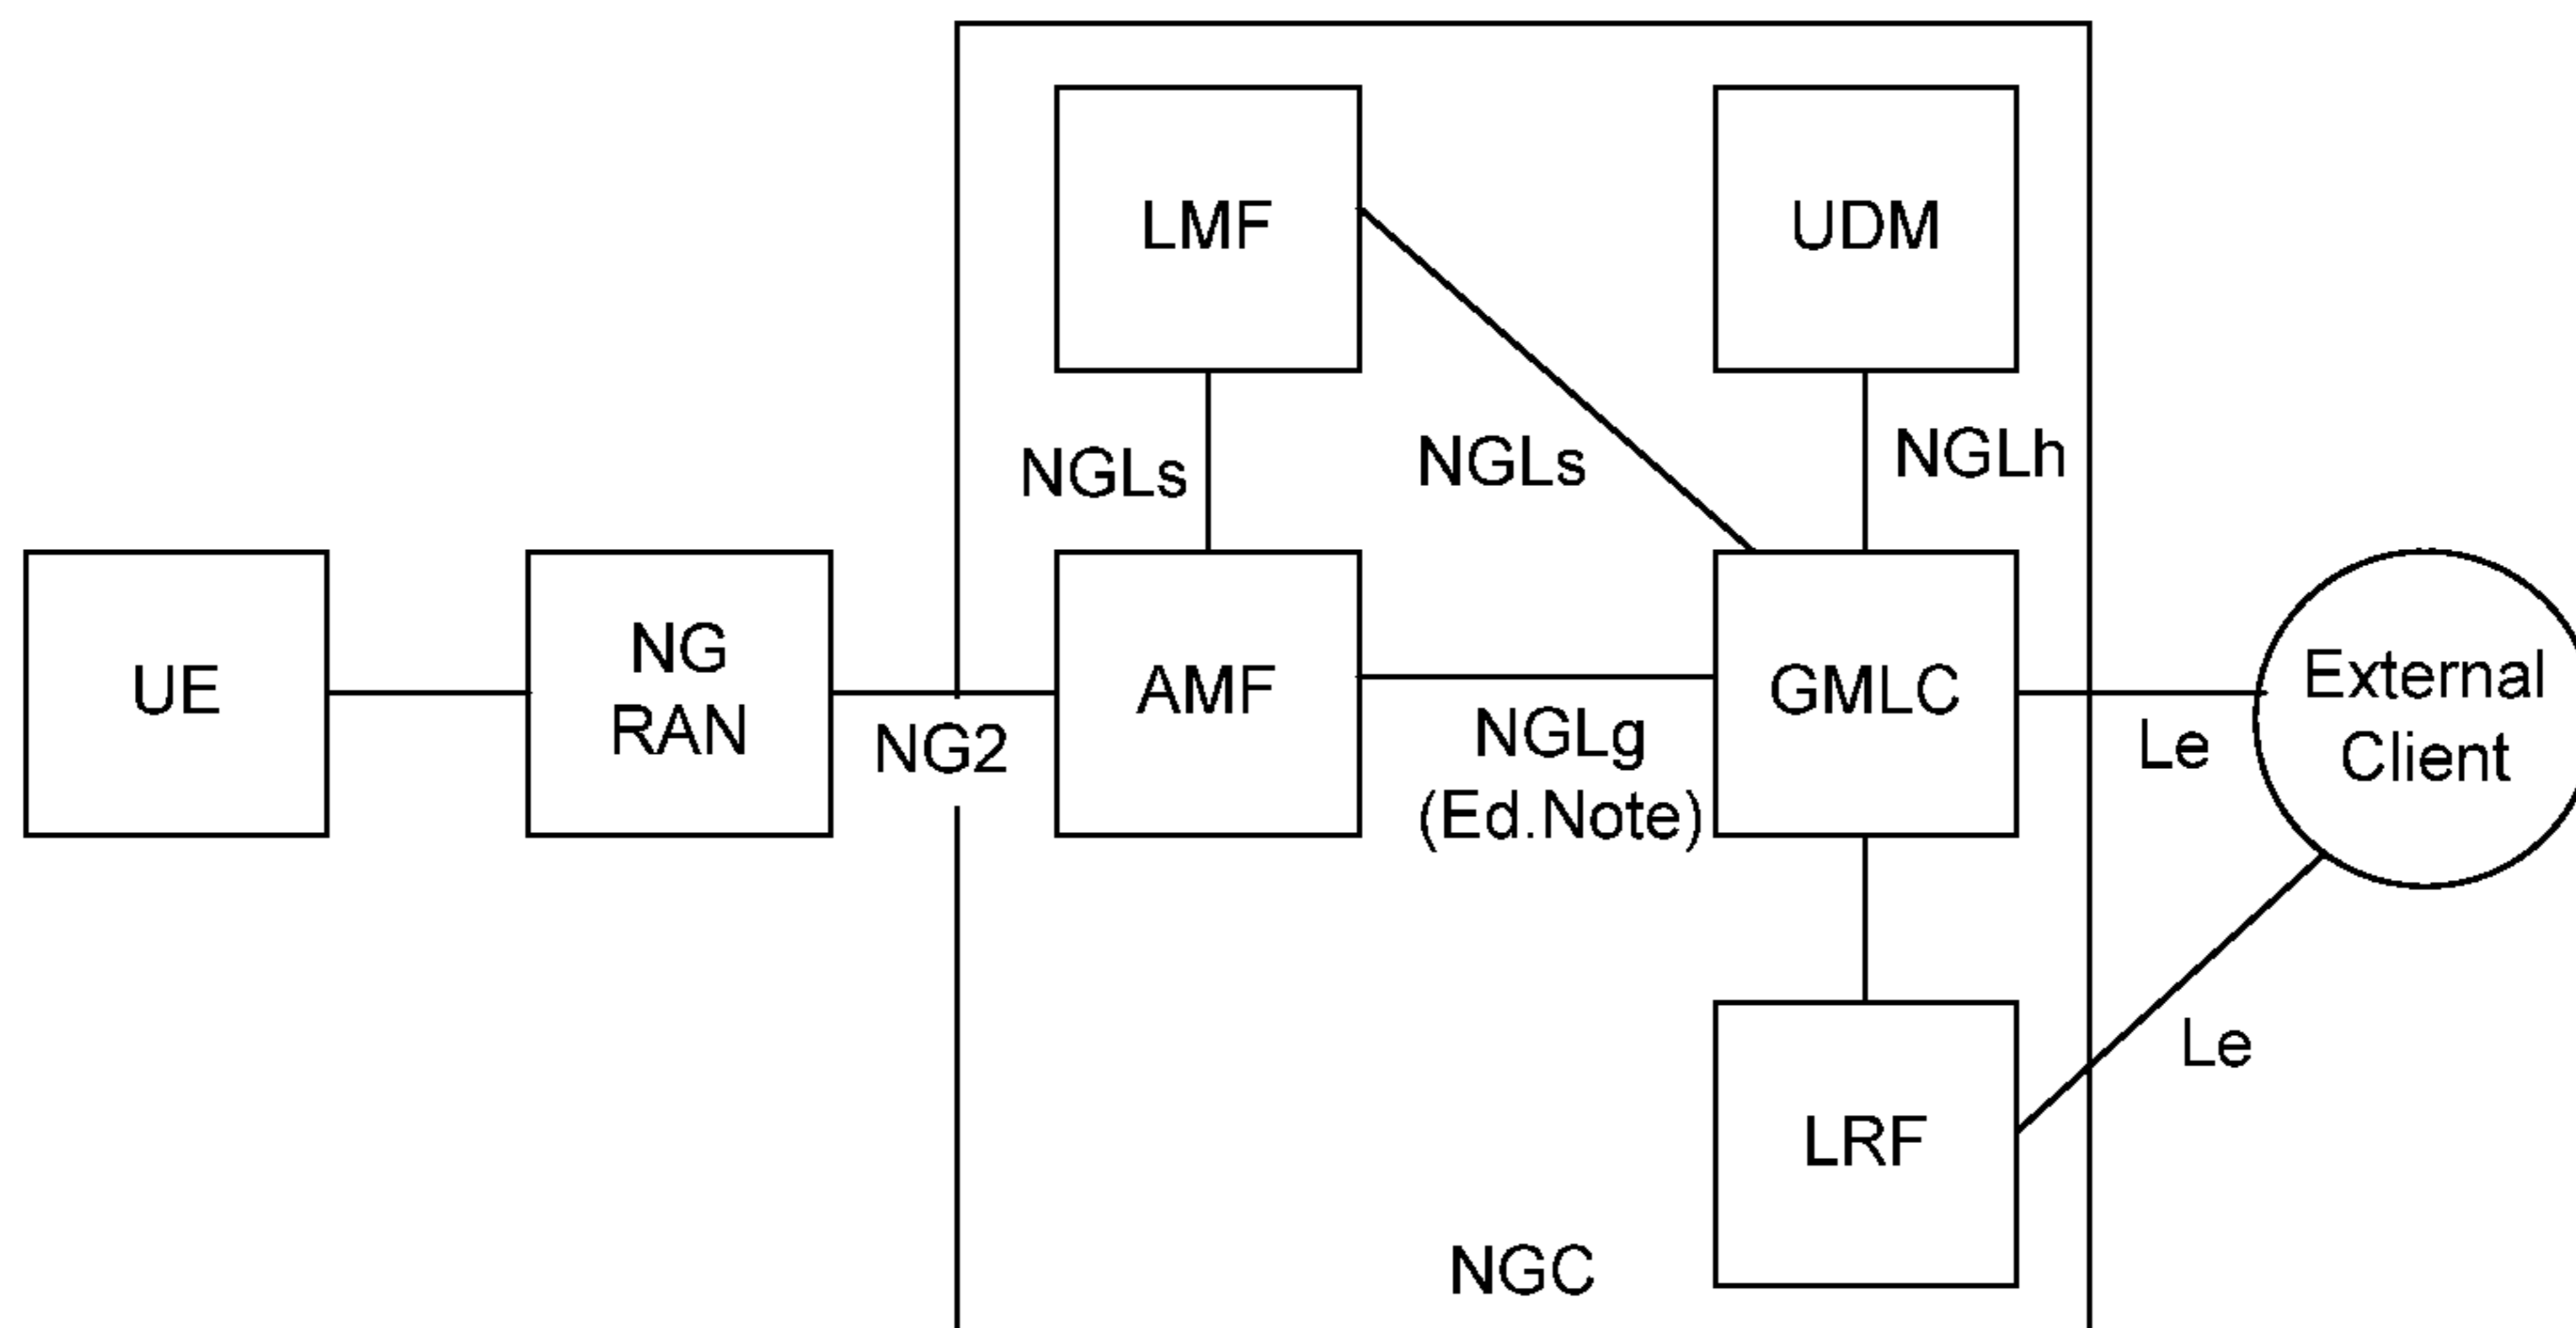 LMF
UDM
NGLs
NGLs
NGLh
UE
NG
RAN
NG2
AMF
NGLg
(Ed.Note)
GMLC
Le
External
Client
Le
LRF
NGC